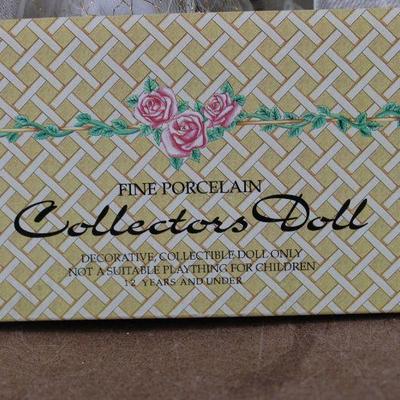 FINE PORCELAIN
Collectors Doll
DECORATIVE, COLLECTIBLE DOLL ONLY
NOT A SUITABLE PLAYTHING FOR CHILDREN
12 YEARS AND UNDER